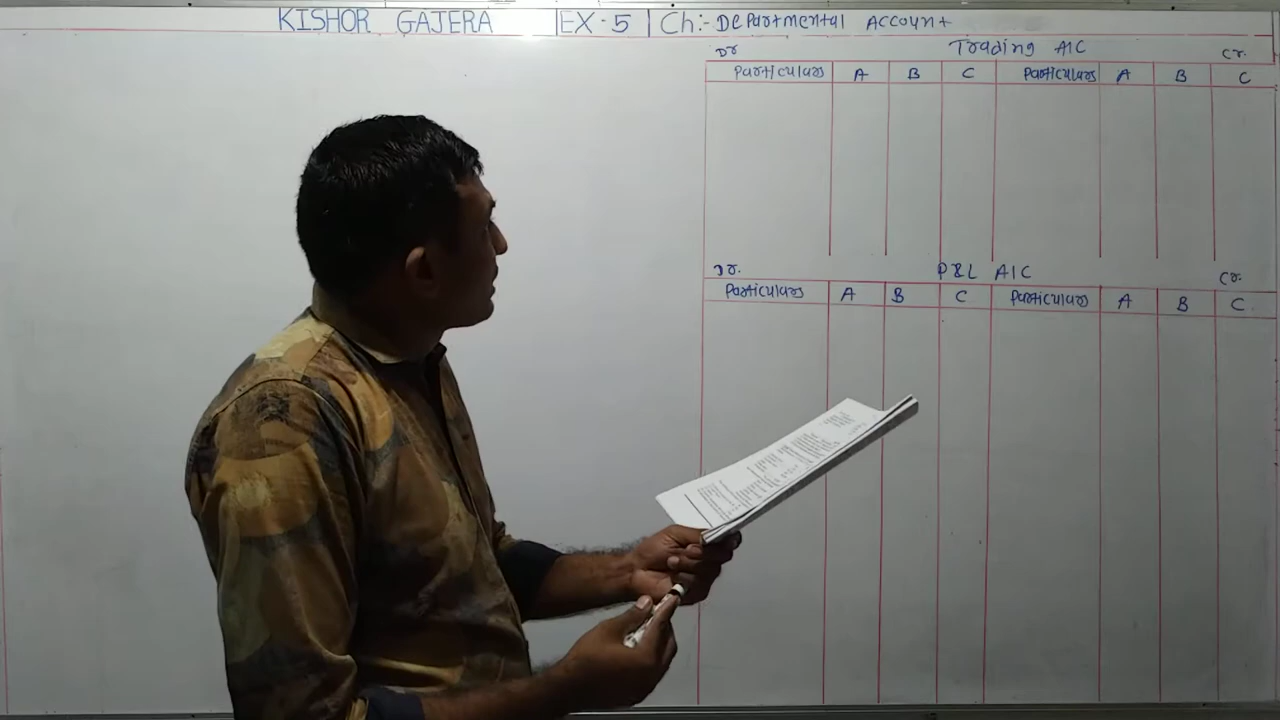 KISHOR GAJERA EX-5 Ch:- Departmental Account
Dr Trading A/C Cr.
Particulars A B C Particulars A B C
Dr. P&L A/C Cr.
Particulars A B C Particulars A B C